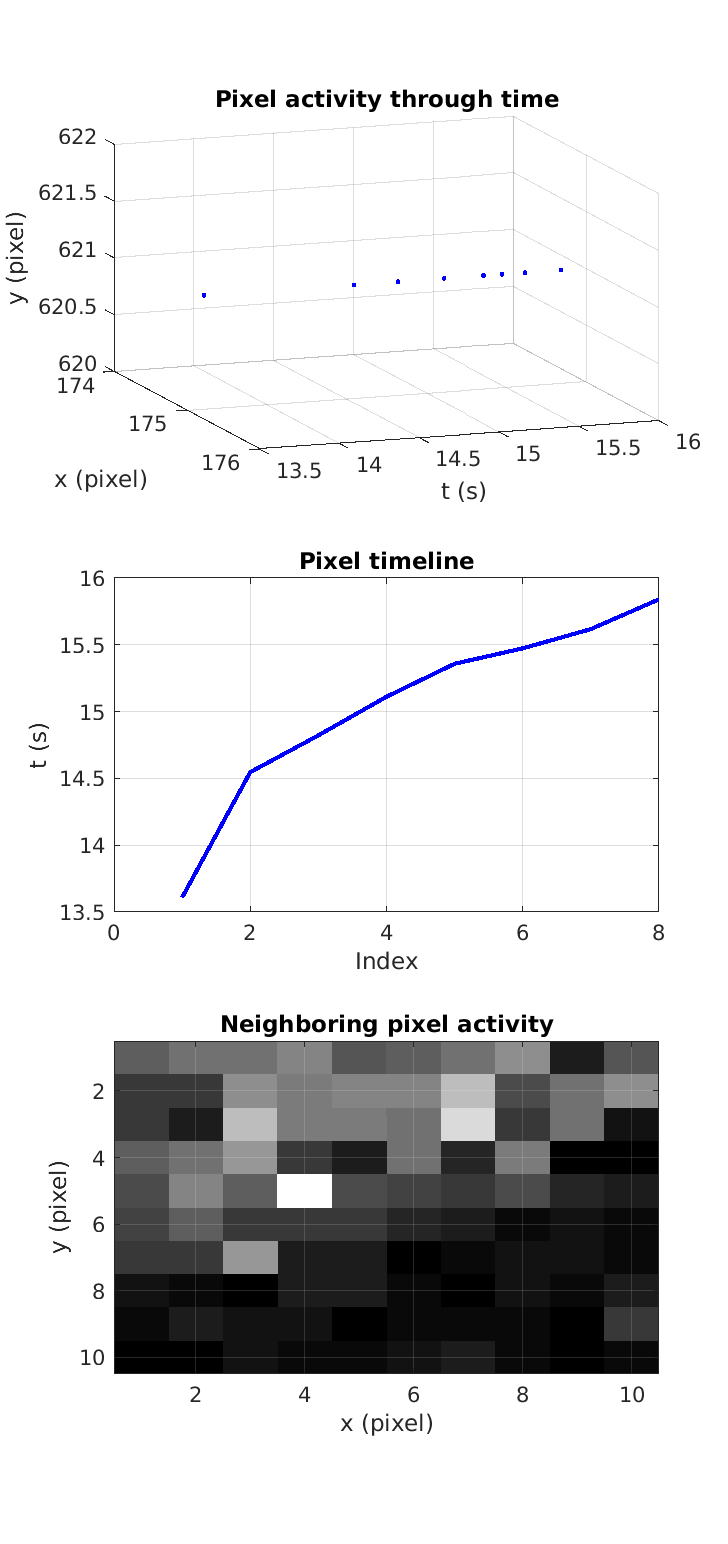 Pixel activity through time
622
621.5
621
620.5
620
y (pixel)
174
175
176
x (pixel)
13.5
14
14.5
15
15.5
16
t (s)
Pixel timeline
16
15.5
15
14.5
14
13.5
t (s)
0 2 4 6 8
Index
Neighboring pixel activity
2
4
6
8
10
y (pixel)
2 4 6 8 10
x (pixel)